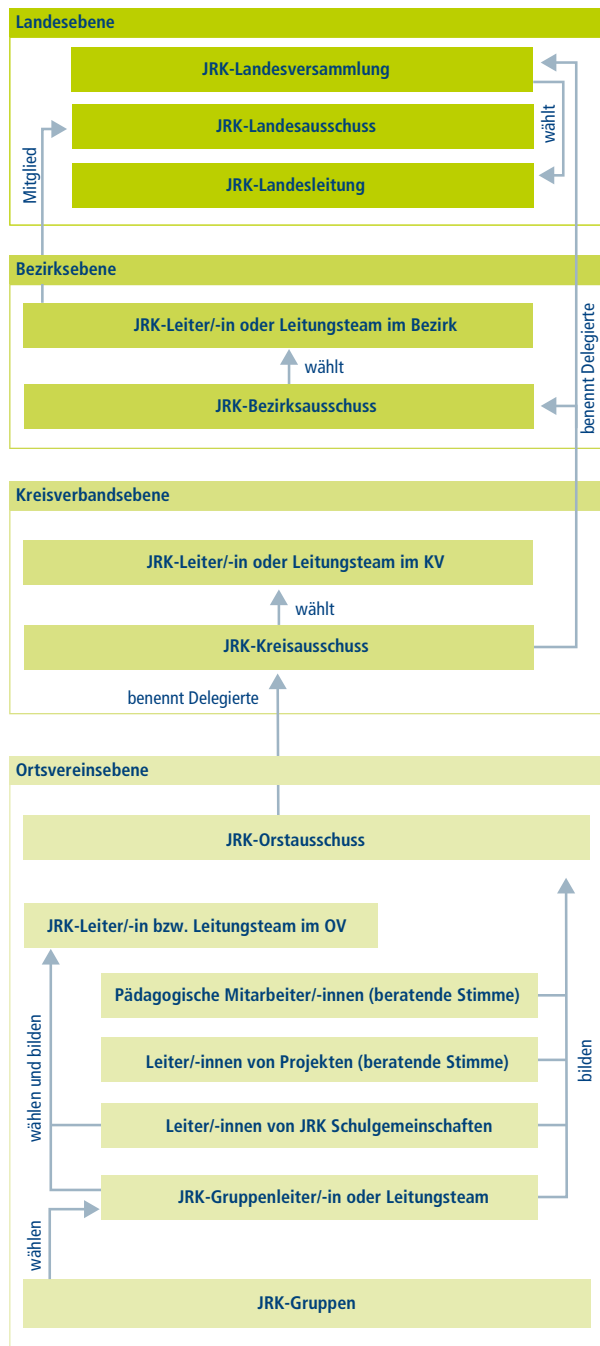 Landesebene
JRK-Landesversammlung
wählt
JRK-Landesausschuss
Mitglied
JRK-Landesleitung
Bezirksebene
JRK-Leiter/-in oder Leitungsteam im Bezirk
wählt
benennt Delegierte
JRK-Bezirksausschuss
Kreisverbandsebene
JRK-Leiter/-in oder Leitungsteam im KV
wählt
JRK-Kreisausschuss
benennt Delegierte
Ortsvereinsebene
JRK-Orstausschuss
JRK-Leiter/-in bzw. Leitungsteam im OV
Pädagogische Mitarbeiter/-innen (beratende Stimme)
Leiter/-innen von Projekten (beratende Stimme)
wählen und bilden
bilden
Leiter/-innen von JRK Schulgemeinschaften
JRK-Gruppenleiter/-in oder Leitungsteam
wählen
JRK-Gruppen